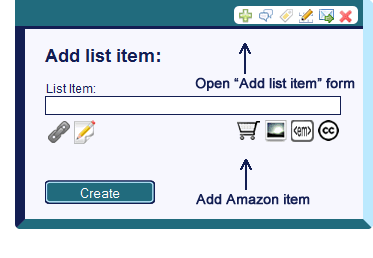 Add list item:
Open “Add list item” form
List Item:
<em>
cc
Add Amazon item
Create